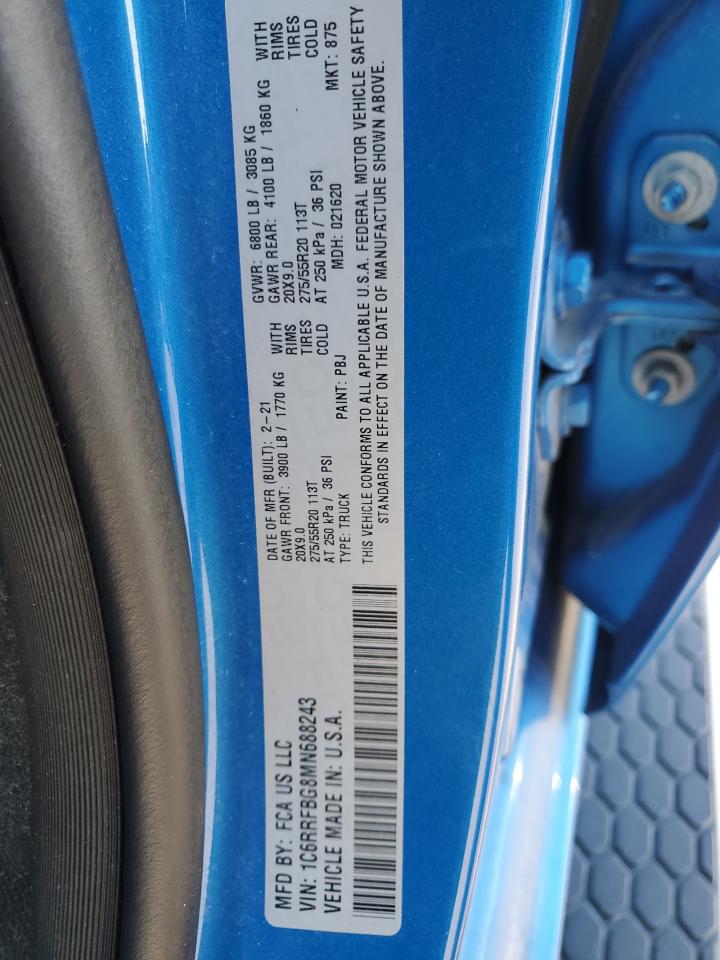 MFD BY: FCA US LLC
VIN: 1C6RRFBG8MN688243
VEHICLE MADE IN: U.S.A.
DATE OF MFR (BUILT): 2-21
GAWR FRONT: 3900 LB / 1770 KG WITH
20X9.0 RIMS
275/55R20 113T TIRES
AT 250 kPa / 36 PSI COLD
TYPE: TRUCK PAINT: PBJ
GVWR: 6800 LB / 3085 KG
GAWR REAR: 4100 LB / 1860 KG WITH
20X9.0 RIMS
275/55R20 113T TIRES
AT 250 kPa / 36 PSI COLD
MDH: 021620 MKT: 875
THIS VEHICLE CONFORMS TO ALL APPLICABLE U.S.A. FEDERAL MOTOR VEHICLE SAFETY
STANDARDS IN EFFECT ON THE DATE OF MANUFACTURE SHOWN ABOVE.